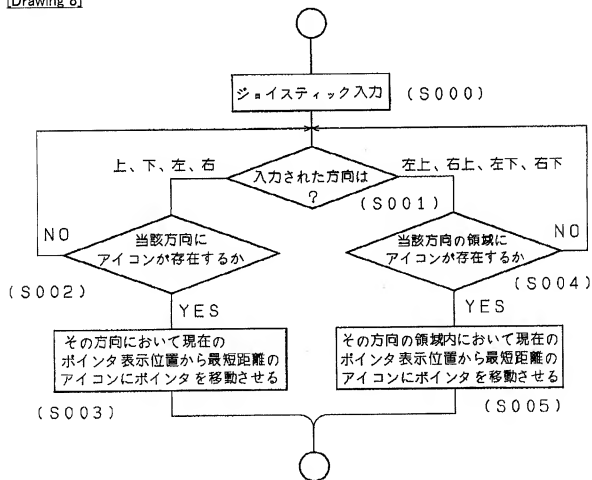 [Drawing 8]
ジョイスティック入力
(S000)
上、下、左、右
入力された方向は
?
左上、右上、左下、右下
(S001)
NO
当該方向に
アイコンが存在するか
(S002)
当該方向の領域に
アイコンが存在するか
NO
(S004)
YES
YES
その方向において現在の
ポインタ表示位置から最短距離の
アイコンにポインタを移動させる
(S003)
その方向の領域内において現在の
ポインタ表示位置から最短距離の
アイコンにポインタを移動させる
(S005)